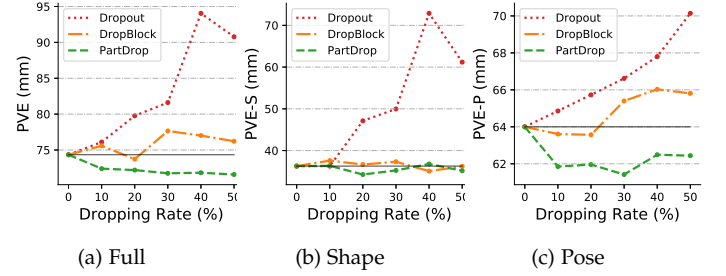 95
90
85
80
75
PVE (mm)
Dropout
DropBlock
PartDrop
0 10 20 30 40 50
Dropping Rate (%)
(a) Full
70
60
50
40
PVE-S (mm)
Dropout
DropBlock
PartDrop
0 10 20 30 40 50
Dropping Rate (%)
(b) Shape
70
68
66
64
62
PVE-P (mm)
Dropout
DropBlock
PartDrop
0 10 20 30 40 50
Dropping Rate (%)
(c) Pose